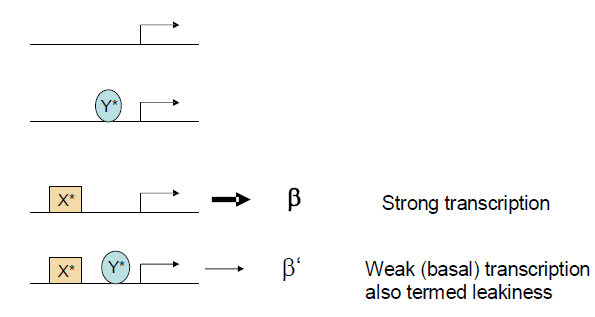 Y*
X*
β
Strong transcription
X*
Y*
β‘
Weak (basal) transcription
also termed leakiness